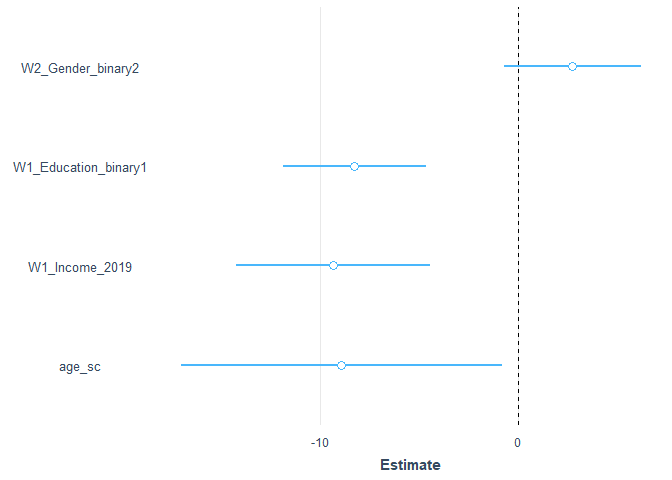 W2_Gender_binary2
W1_Education_binary1
W1_Income_2019
age_sc
-10 0
Estimate